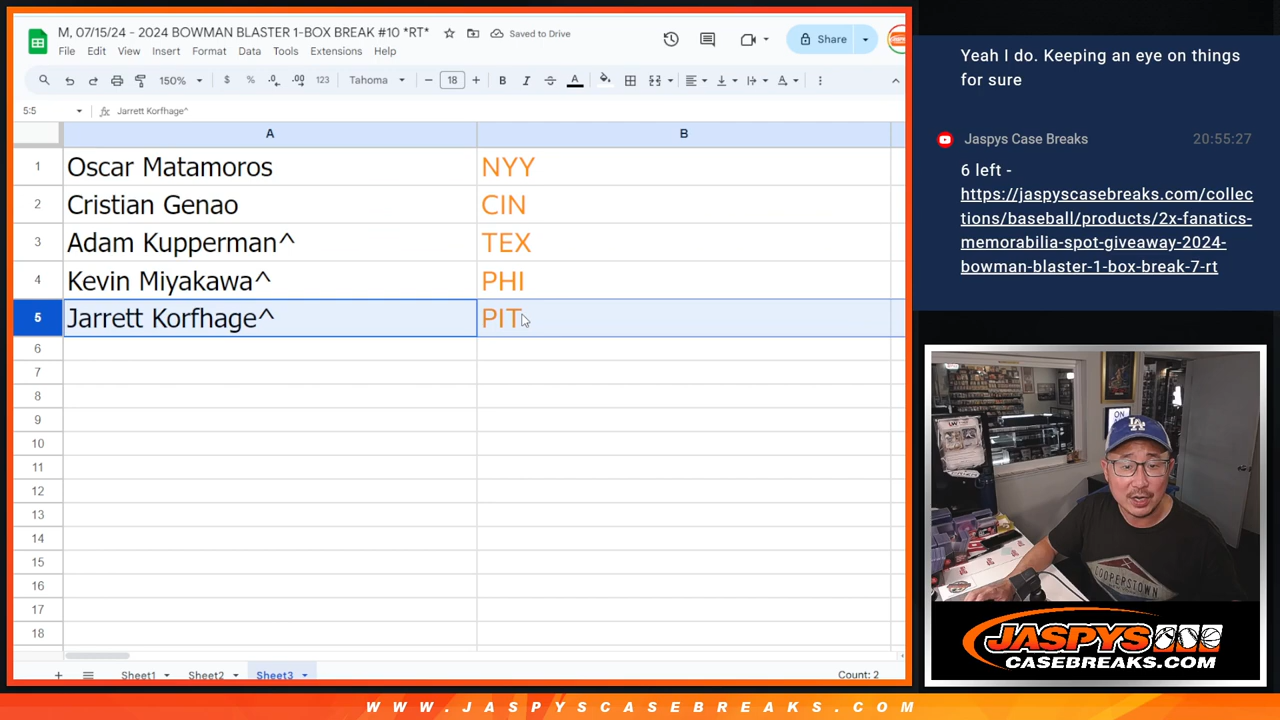 M, 07/15/24 - 2024 BOWMAN BLASTER 1-BOX BREAK #10 *RT*
Saved to Drive
File Edit View Insert Format Data Tools Extensions Help
Share
150% $ % .0 .00 123 Tahoma 18 B I A
5:5 fx Jarrett Korfhage^
A B
1 Oscar Matamoros NYY
2 Cristian Genao CIN
3 Adam Kupperman^ TEX
4 Kevin Miyakawa^ PHI
5 Jarrett Korfhage^ PIT
6
7
8
9
10
11
12
13
14
15
16
17
18
Sheet1 Sheet2 Sheet3 Count: 2
Yeah I do. Keeping an eye on things
for sure
Jaspys Case Breaks 20:55:27
6 left -
https://jaspyscasebreaks.com/collec
tions/baseball/products/2x-fanatics-
memorabilia-spot-giveaway-2024-
bowman-blaster-1-box-break-7-rt
ON
LA
COOPERSTOWN
JASPYS
CASEBREAKS.COM
WWW.JASPYSCASEBREAKS.COM